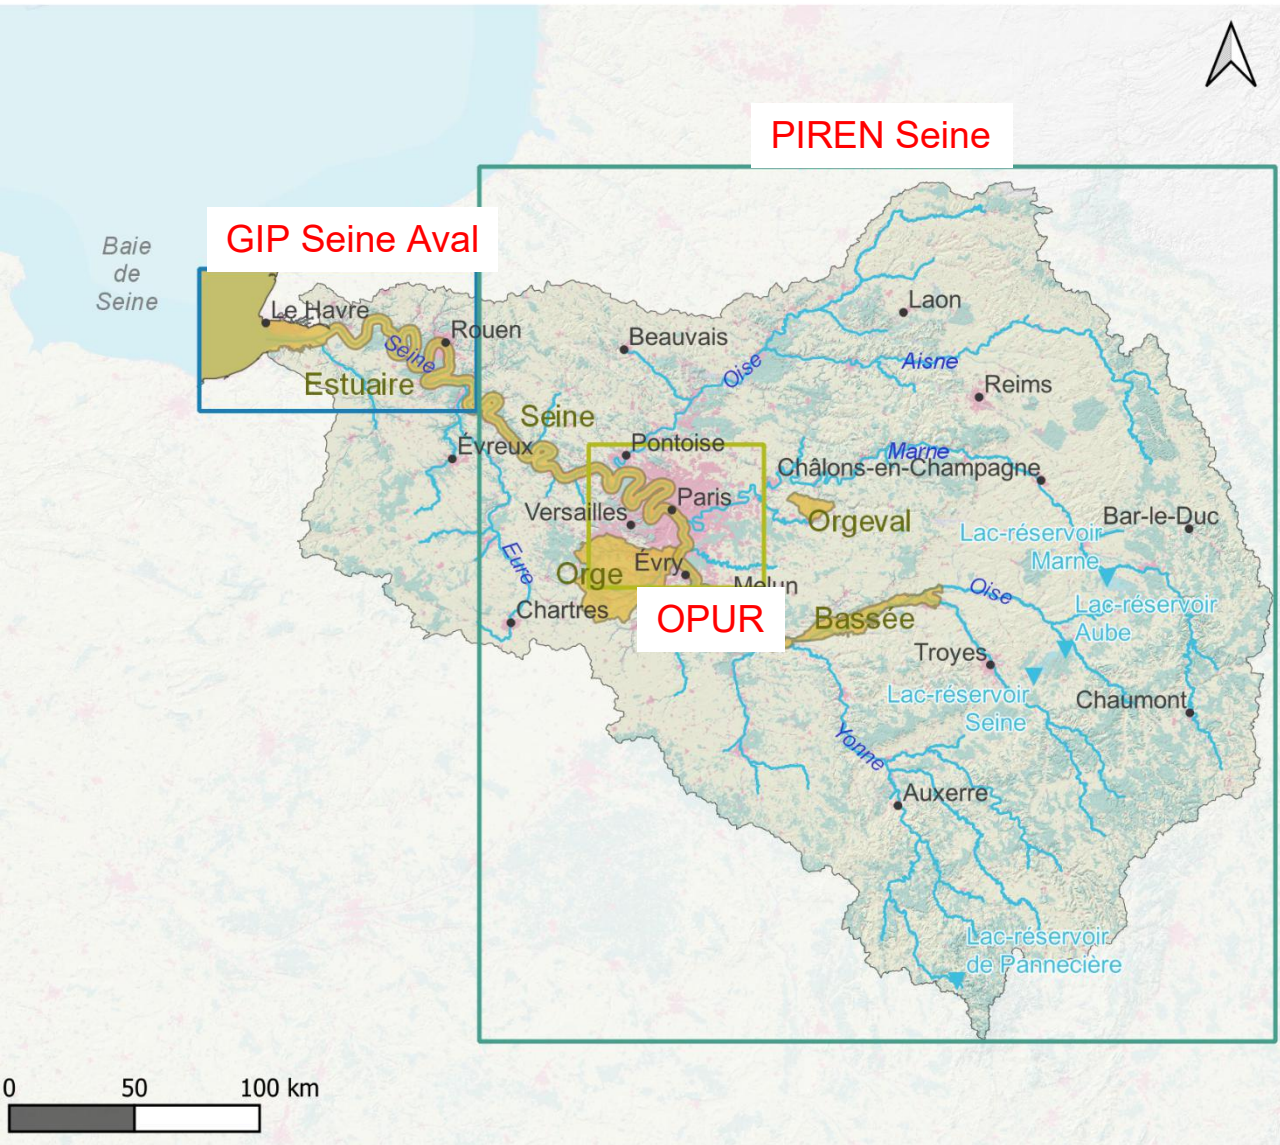 PIREN Seine
GIP Seine Aval
Baie
de
Seine
Le Havre
Rouen
Seine
Estuaire
Beauvais
Oise
Laon
Aisne
Reims
Seine
Évreux
Pontoise
Marne
Châlons-en-Champagne
Paris
Versailles
Orgeval
Bar-le-Duc
Lac-réservoir
Marne
Eure
Orge
Évry
Melun
Oise
Lac-réservoir
Aube
Chartres
OPUR
Bassée
Troyes
Lac-réservoir
Seine
Chaumont
Yonne
Auxerre
Lac-réservoir
de Pannecière
0 50 100 km